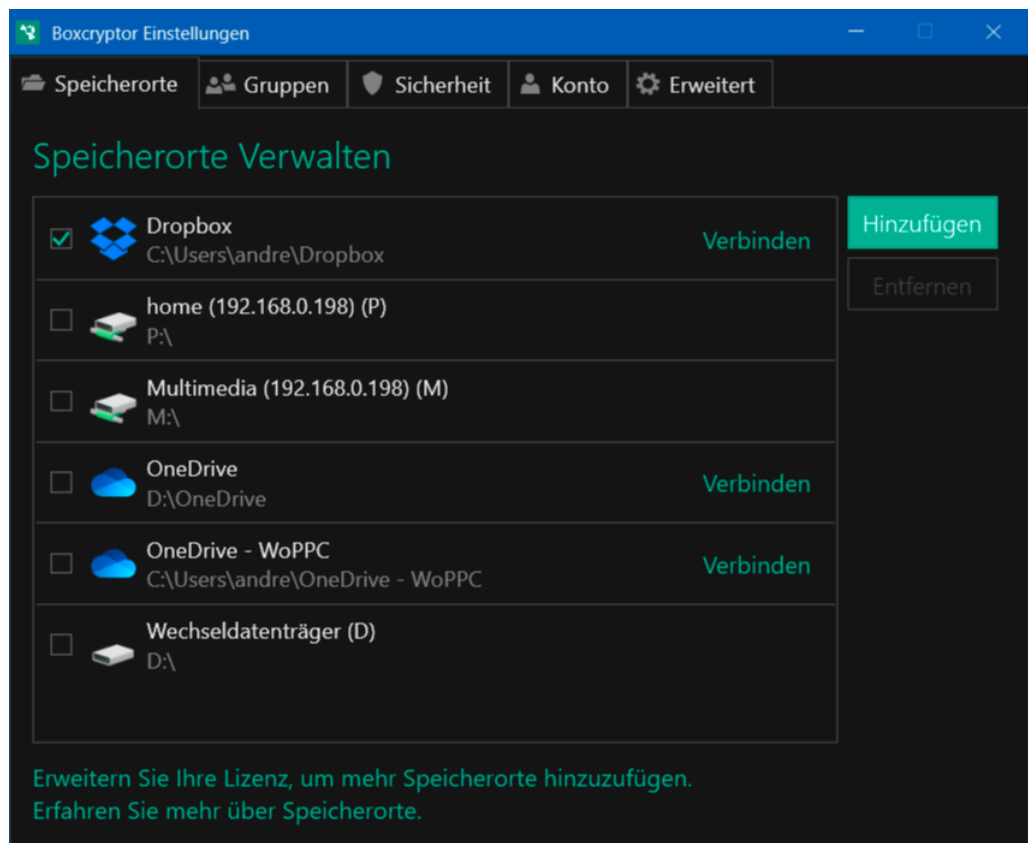 Boxcryptor Einstellungen
Speicherorte Gruppen Sicherheit Konto Erweitert
Speicherorte Verwalten
Dropbox
C:\Users\andre\Dropbox
Verbinden
Hinzufügen
Entfernen
home (192.168.0.198) (P)
P:\
Multimedia (192.168.0.198) (M)
M:\
OneDrive
D:\OneDrive
Verbinden
OneDrive - WoPPC
C:\Users\andre\OneDrive - WoPPC
Verbinden
Wechseldatenträger (D)
D:\
Erweitern Sie Ihre Lizenz, um mehr Speicherorte hinzuzufügen.
Erfahren Sie mehr über Speicherorte.